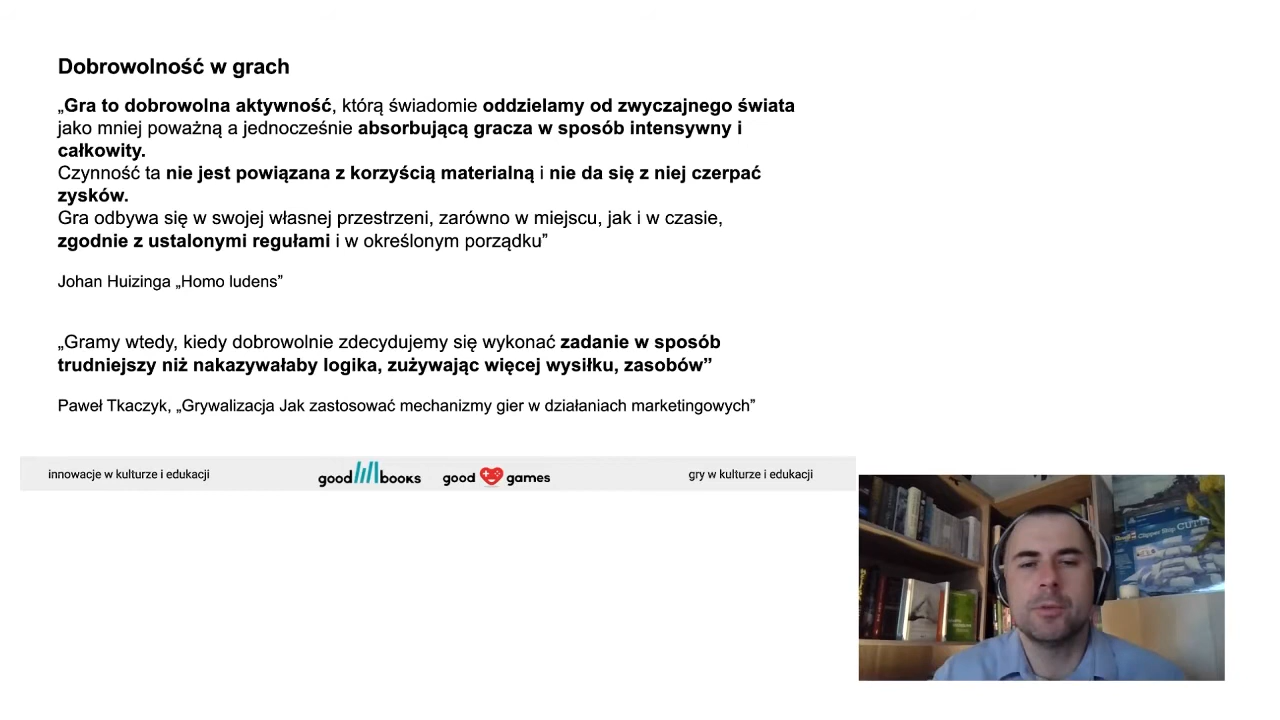 Dobrowolność w grach
„Gra to dobrowolna aktywność, którą świadomie oddzielamy od zwyczajnego świata
jako mniej poważną a jednocześnie absorbującą gracza w sposób intensywny i
całkowity.
Czynność ta nie jest powiązana z korzyścią materialną i nie da się z niej czerpać
zysków.
Gra odbywa się w swojej własnej przestrzeni, zarówno w miejscu, jak i w czasie,
zgodnie z ustalonymi regułami i w określonym porządku”
Johan Huizinga „Homo ludens”
„Gramy wtedy, kiedy dobrowolnie zdecydujemy się wykonać zadanie w sposób
trudniejszy niż nakazywałaby logika, zużywając więcej wysiłku, zasobów”
Paweł Tkaczyk, „Grywalizacja Jak zastosować mechanizmy gier w działaniach marketingowych”
innowacje w kulturze i edukacji
good books
good games
gry w kulturze i edukacji
Clipper Ship CUTTY